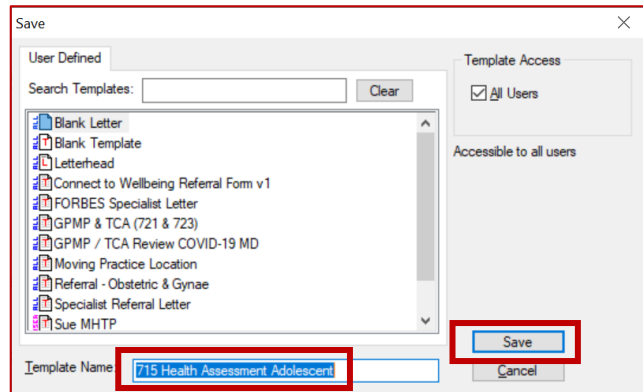 Save
User Defined
Search Templates:
Clear
Blank Letter
Blank Template
Letterhead
Connect to Wellbeing Referral Form v1
FORBES Specialist Letter
GPMP & TCA (721 & 723)
GPMP / TCA Review COVID-19 MD
Moving Practice Location
Referral - Obstetric & Gynae
Specialist Referral Letter
Sue MHTP
Template Name:
715 Health Assessment Adolescent
Template Access
All Users
Accessible to all users
Save
Cancel